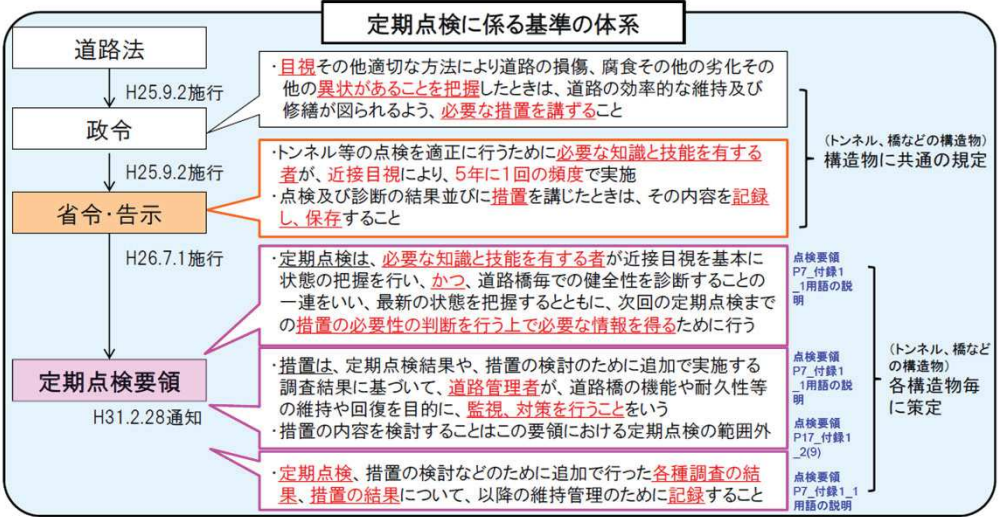 定期点検に係る基準の体系
道路法
H25.9.2施行
政令
・目視その他適切な方法により道路の損傷、腐食その他の劣化その
他の異状があることを把握したときは、道路の効率的な維持及び
修繕が図られるよう、必要な措置を講ずること
H25.9.2施行
省令・告示
・トンネル等の点検を適正に行うために必要な知識と技能を有する
者が、近接目視により、5年に1回の頻度で実施
・点検及び診断の結果並びに措置を講じたときは、その内容を記録
し、保存すること
(トンネル、橋などの構造物)
構造物に共通の規定
H26.7.1施行
・定期点検は、必要な知識と技能を有する者が近接目視を基本に
状態の把握を行い、かつ、道路橋毎での健全性を診断することの
一連をいい、最新の状態を把握するとともに、次回の定期点検まで
の措置の必要性の判断を行う上で必要な情報を得るために行う
点検要領
P7_付録1
_1用語の説
明
定期点検要領
H31.2.28通知
・措置は、定期点検結果や、措置の検討のために追加で実施する
調査結果に基づいて、道路管理者が、道路橋の機能や耐久性等
の維持や回復を目的に、監視、対策を行うことをいう
・措置の内容を検討することはこの要領における定期点検の範囲外
点検要領
P7_付録1
_1用語の説
明
点検要領
P17_付録1
_2(9)
(トンネル、橋など
の構造物)
各構造物毎
に策定
・定期点検、措置の検討などのために追加で行った各種調査の結
果、措置の結果について、以降の維持管理のために記録すること
点検要領
P7_付録1_1
用語の説明